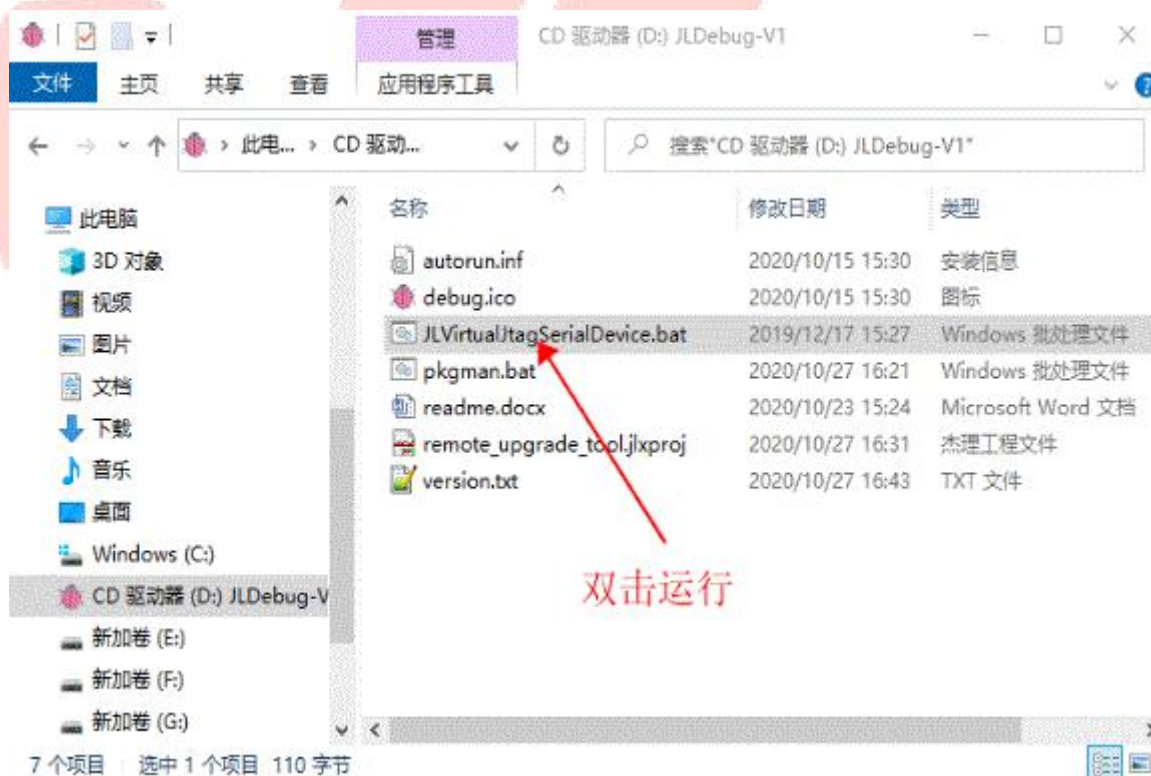 管理
CD 驱动器 (D:) JLDebug-V1
文件 主页 共享 查看 应用程序工具
此电... › CD 驱动...
搜索"CD 驱动器 (D:) JLDebug-V1"
名称 修改日期 类型
此电脑
3D 对象
视频
图片
文档
下载
音乐
桌面
Windows (C:)
CD 驱动器 (D:) JLDebug-V
新加卷 (E:)
新加卷 (F:)
新加卷 (G:)
autorun.inf 2020/10/15 15:30 安装信息
debug.ico 2020/10/15 15:30 图标
JLVirtualJtagSerialDevice.bat 2019/12/17 15:27 Windows 批处理文件
pkgman.bat 2020/10/27 16:21 Windows 批处理文件
readme.docx 2020/10/23 15:24 Microsoft Word 文档
remote_upgrade_tool.jlxproj 2020/10/27 16:31 杰理工程文件
version.txt 2020/10/27 16:43 TXT 文件
双击运行
7 个项目 选中 1 个项目 110 字节